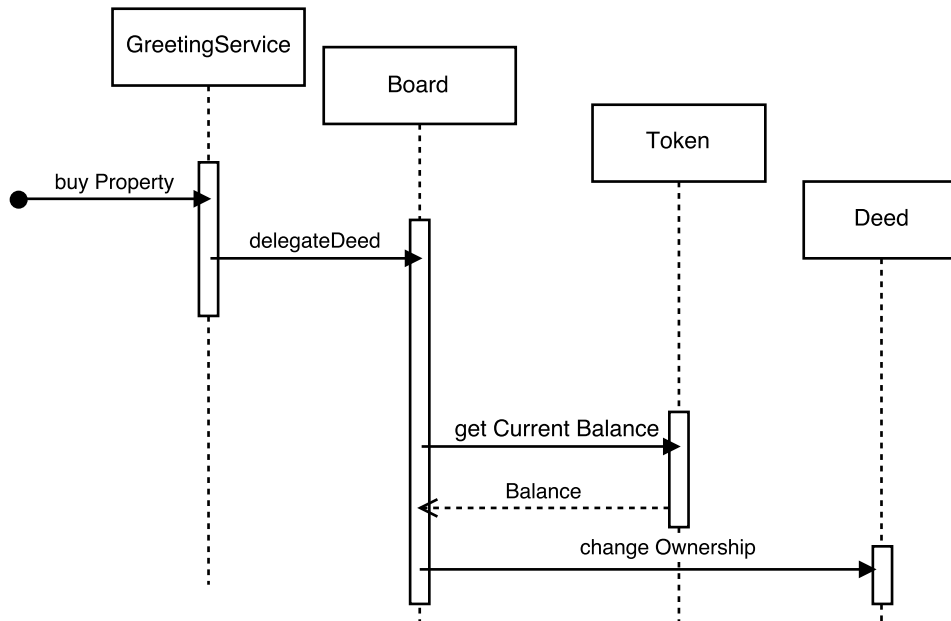 GreetingService
Board
Token
Deed
buy Property
delegateDeed
get Current Balance
Balance
change Ownership